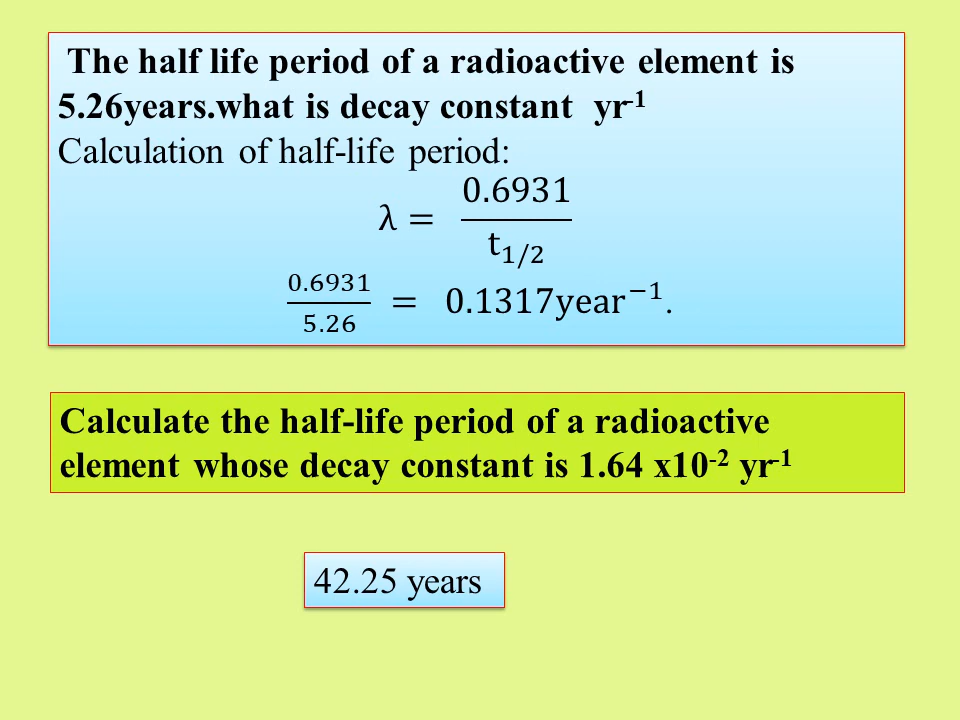 The half life period of a radioactive element is
5.26years.what is decay constant yr⁻¹
Calculation of half-life period:
λ = 0.6931 / t₁/₂
0.6931 / 5.26 = 0.1317year⁻¹.
Calculate the half-life period of a radioactive
element whose decay constant is 1.64 x10⁻² yr⁻¹
42.25 years